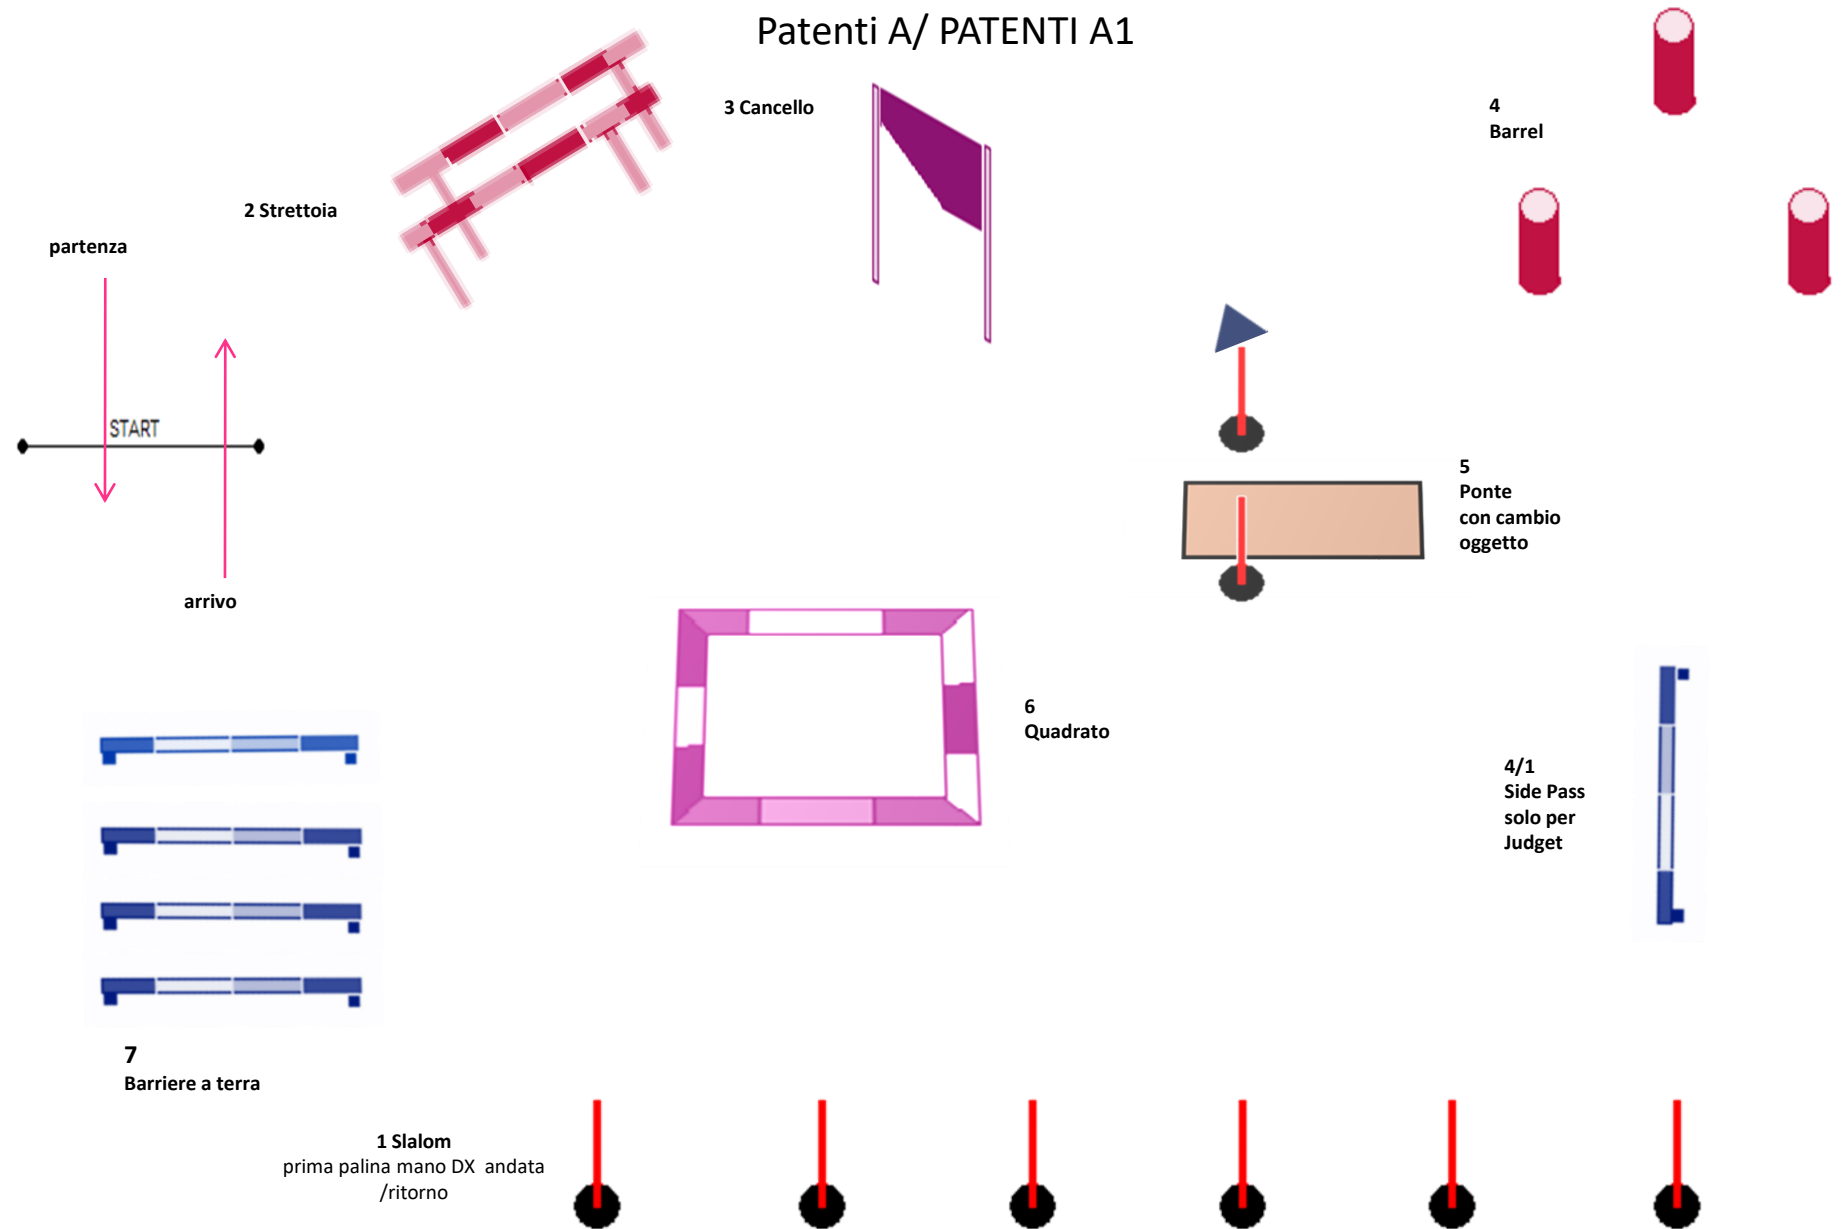 Patenti A/ PATENTI A1
3 Cancello
4
Barrel
2 Strettoia
partenza
START
5
Ponte
con cambio
oggetto
arrivo
6
Quadrato
4/1
Side Pass
solo per
Judget
7
Barriere a terra
1 Slalom
prima palina mano DX andata
/ritorno